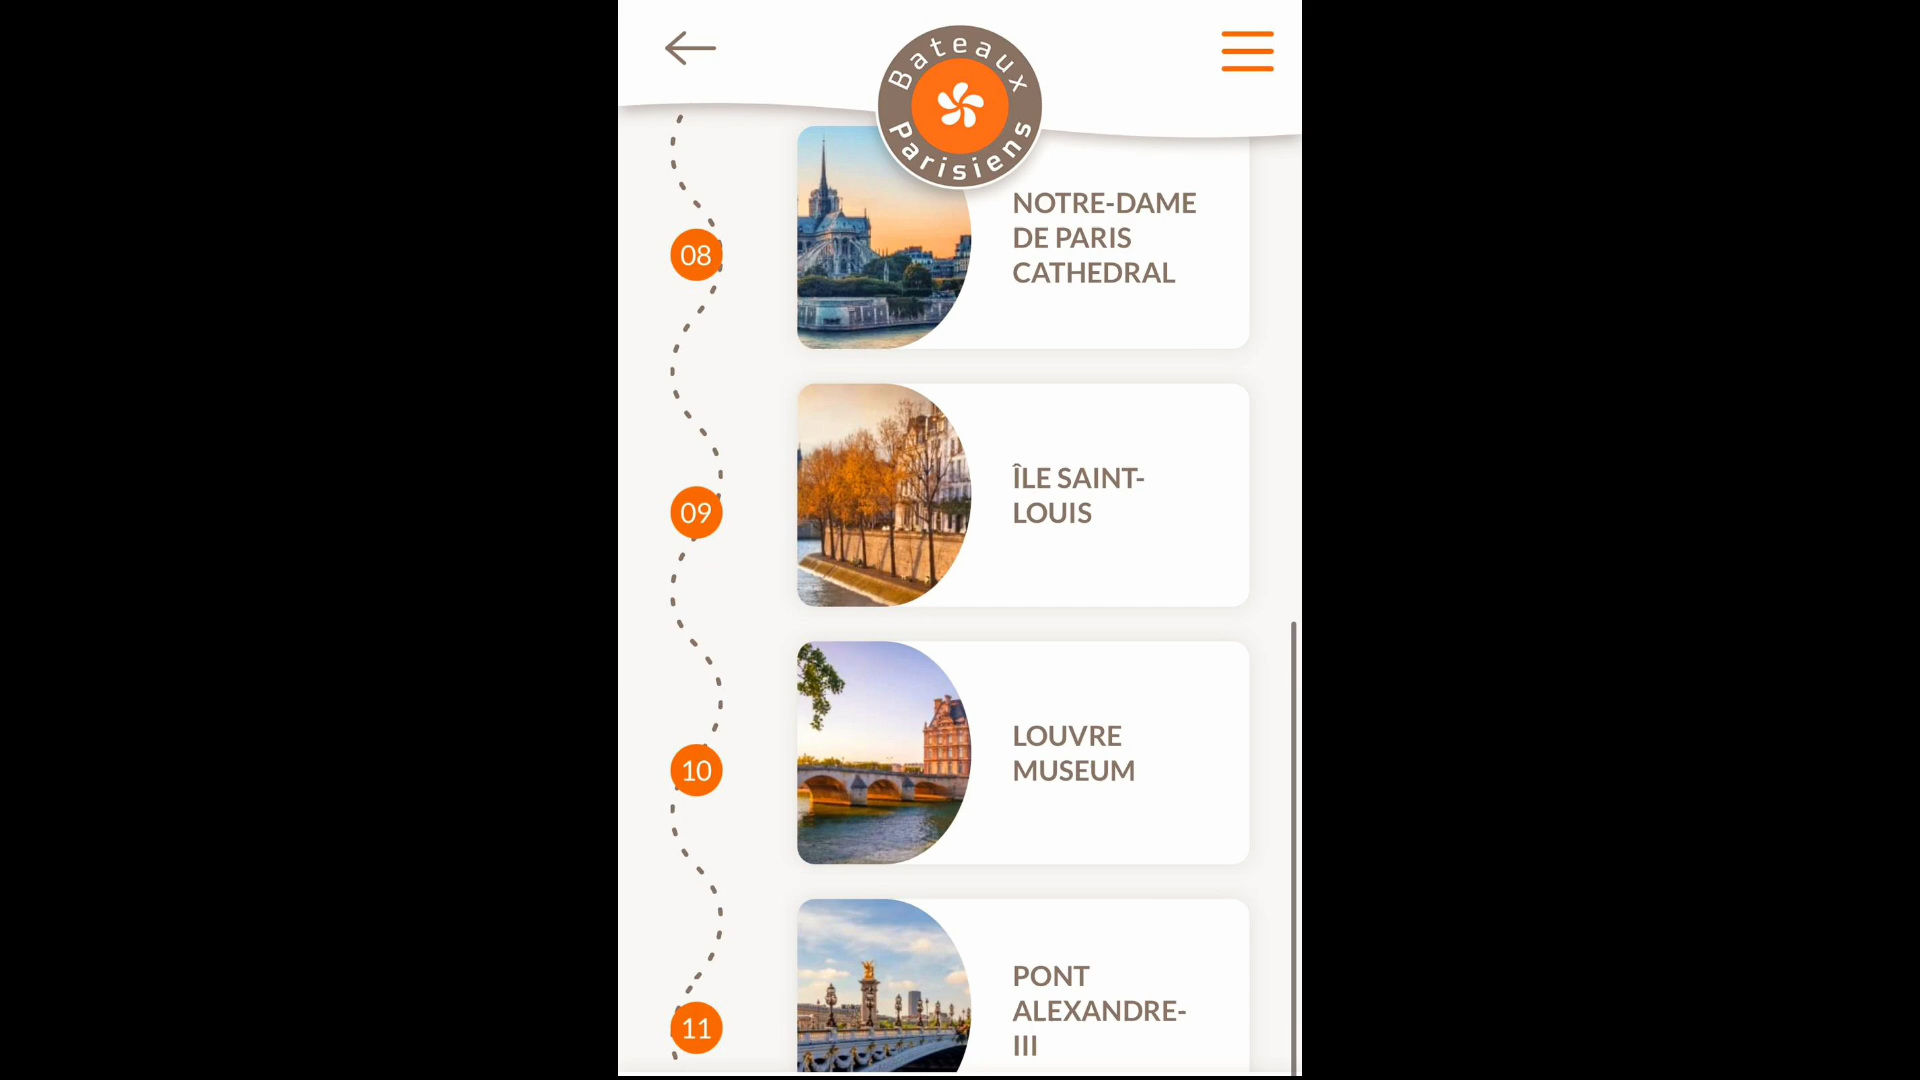 Bateaux
Parisiens
08
NOTRE-DAME
DE PARIS
CATHEDRAL
09
ÎLE SAINT-
LOUIS
10
LOUVRE
MUSEUM
11
PONT
ALEXANDRE-
III